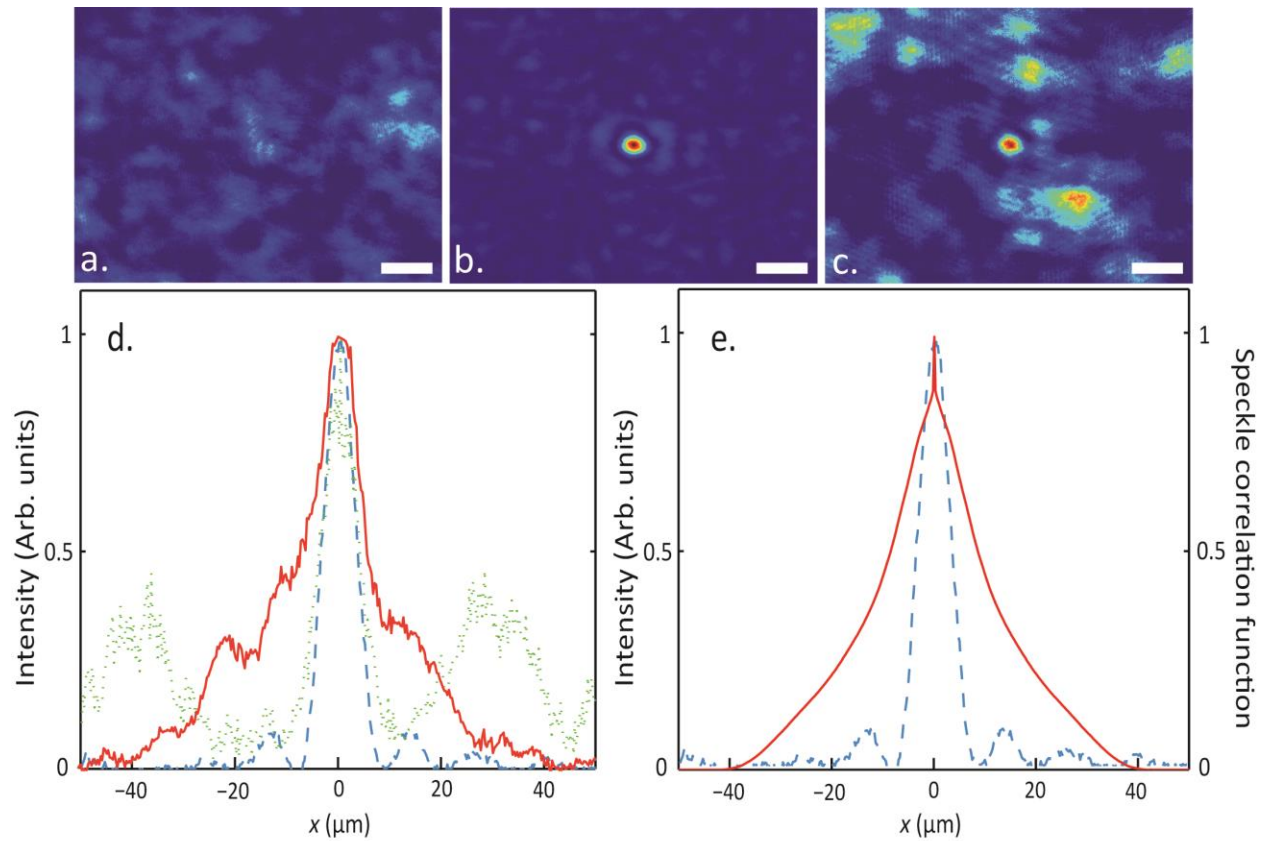 a.
b.
c.
d.
1
0.5
0
Intensity (Arb. units)
−40
−20
0
20
40
x (μm)
e.
1
0.5
0
Intensity (Arb. units)
1
0.5
0
Speckle correlation function
−40
−20
0
20
40
x (μm)